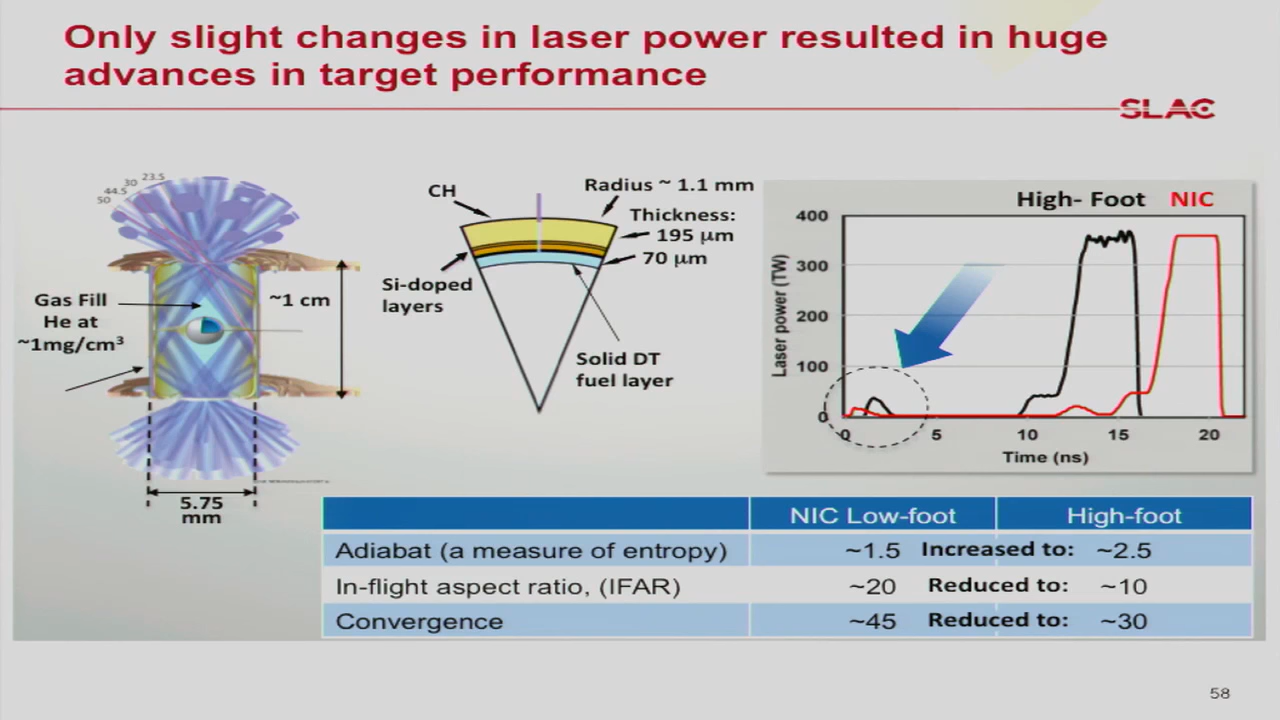 Only slight changes in laser power resulted in huge
advances in target performance
SLAC
50
44.5
30
23.5
Gas Fill
He at
~1mg/cm³
~1 cm
5.75
mm
CH
Radius ~ 1.1 mm
Thickness:
195 μm
70 μm
Si-doped
layers
Solid DT
fuel layer
High- Foot NIC
Laser power (TW)
400
300
200
100
0
0 5 10 15 20
Time (ns)
NIC Low-foot High-foot
Adiabat (a measure of entropy) ~1.5 Increased to: ~2.5
In-flight aspect ratio, (IFAR) ~20 Reduced to: ~10
Convergence ~45 Reduced to: ~30
58